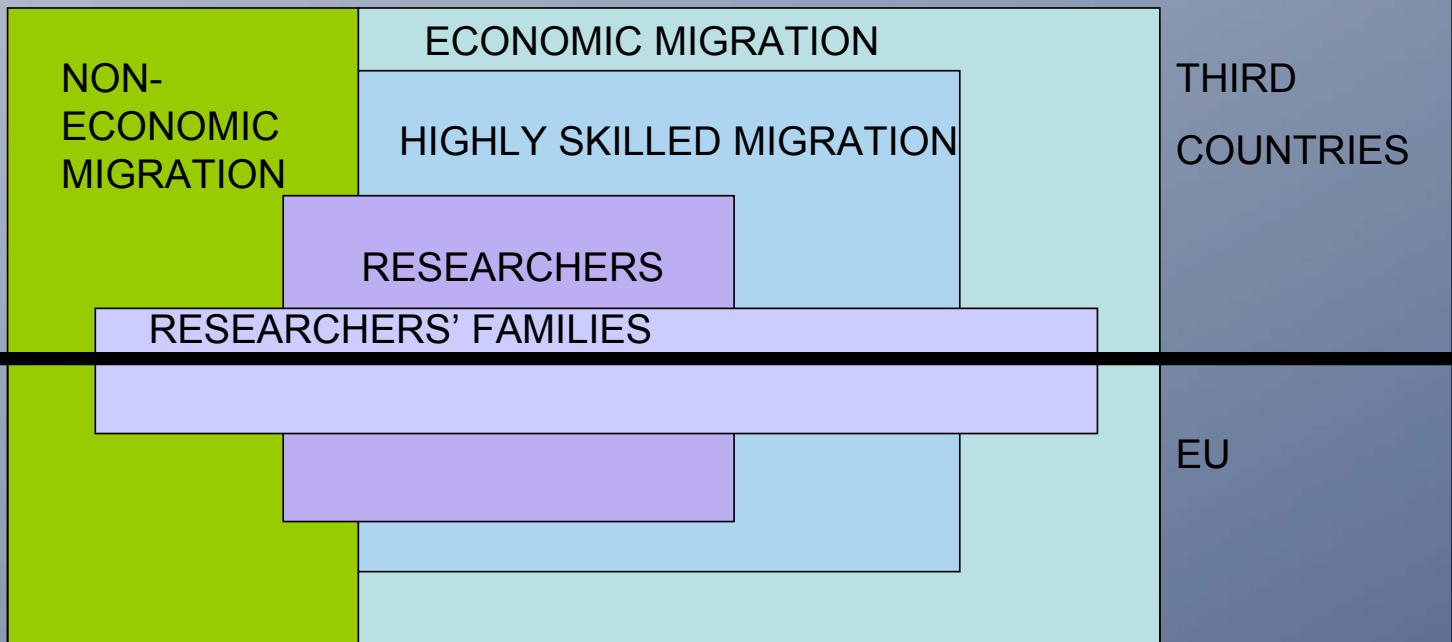 ECONOMIC MIGRATION
NON-
ECONOMIC
MIGRATION
HIGHLY SKILLED MIGRATION
THIRD
COUNTRIES
RESEARCHERS
RESEARCHERS’ FAMILIES
EU